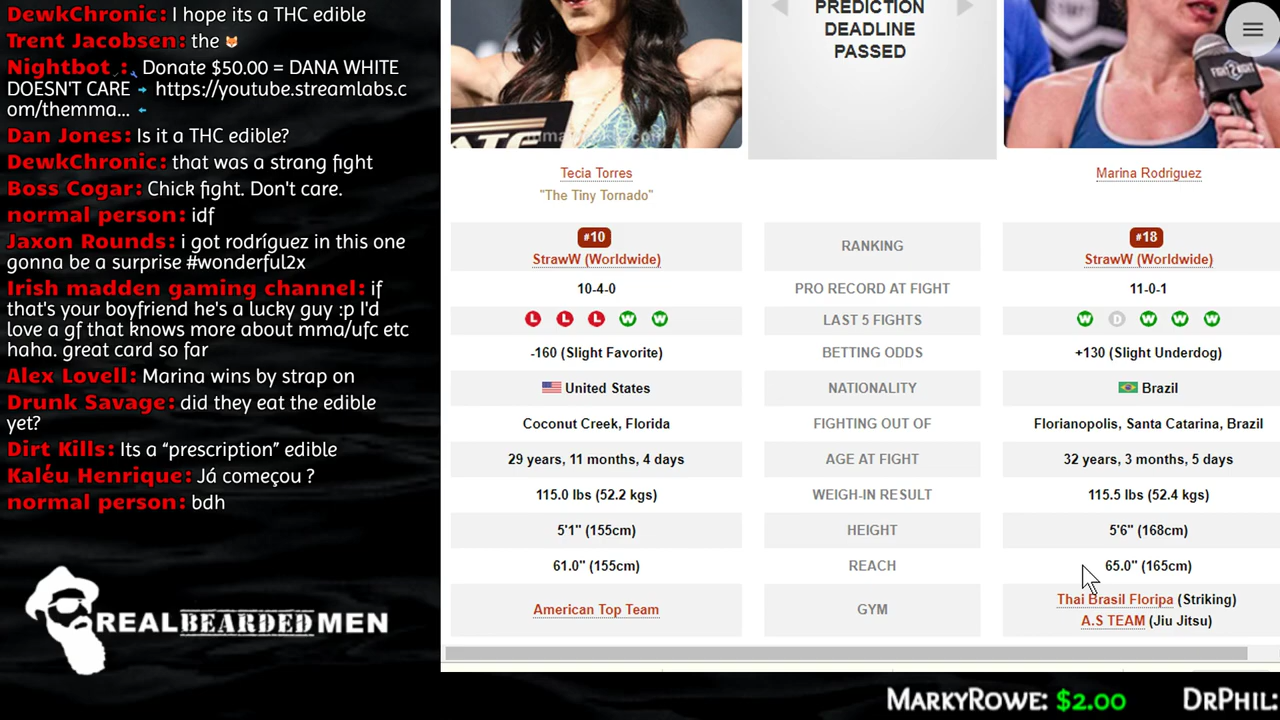 DewkChronic: I hope its a THC edible
Trent Jacobsen: the 🦊
Nightbot : Donate $50.00 = DANA WHITE
DOESN'T CARE → https://youtube.streamlabs.c
om/themma... ←
Dan Jones: Is it a THC edible?
DewkChronic: that was a strang fight
Boss Cogar: Chick fight. Don't care.
normal person: idf
Jaxon Rounds: i got rodríguez in this one
gonna be a surprise #wonderful2x
Irish madden gaming channel: if
that's your boyfriend he's a lucky guy :p I'd
love a gf that knows more about mma/ufc etc
haha. great card so far
Alex Lovell: Marina wins by strap on
Drunk Savage: did they eat the edible
yet?
Dirt Kills: Its a “prescription” edible
Kaléu Henrique: Já começou ?
normal person: bdh
REAL BEARDED MEN
PREDICTION
DEADLINE
PASSED
FIGHT NIGHT
Tecia Torres Marina Rodriguez
"The Tiny Tornado"
#10 RANKING #18
StrawW (Worldwide) StrawW (Worldwide)
10-4-0 PRO RECORD AT FIGHT 11-0-1
L L L W W LAST 5 FIGHTS W D W W W
-160 (Slight Favorite) BETTING ODDS +130 (Slight Underdog)
United States NATIONALITY Brazil
Coconut Creek, Florida FIGHTING OUT OF Florianopolis, Santa Catarina, Brazil
29 years, 11 months, 4 days AGE AT FIGHT 32 years, 3 months, 5 days
115.0 lbs (52.2 kgs) WEIGH-IN RESULT 115.5 lbs (52.4 kgs)
5'1" (155cm) HEIGHT 5'6" (168cm)
61.0" (155cm) REACH 65.0" (165cm)
American Top Team GYM Thai Brasil Floripa (Striking)
A.S TEAM (Jiu Jitsu)
MarkyRowe: $2.00 DrPhil: